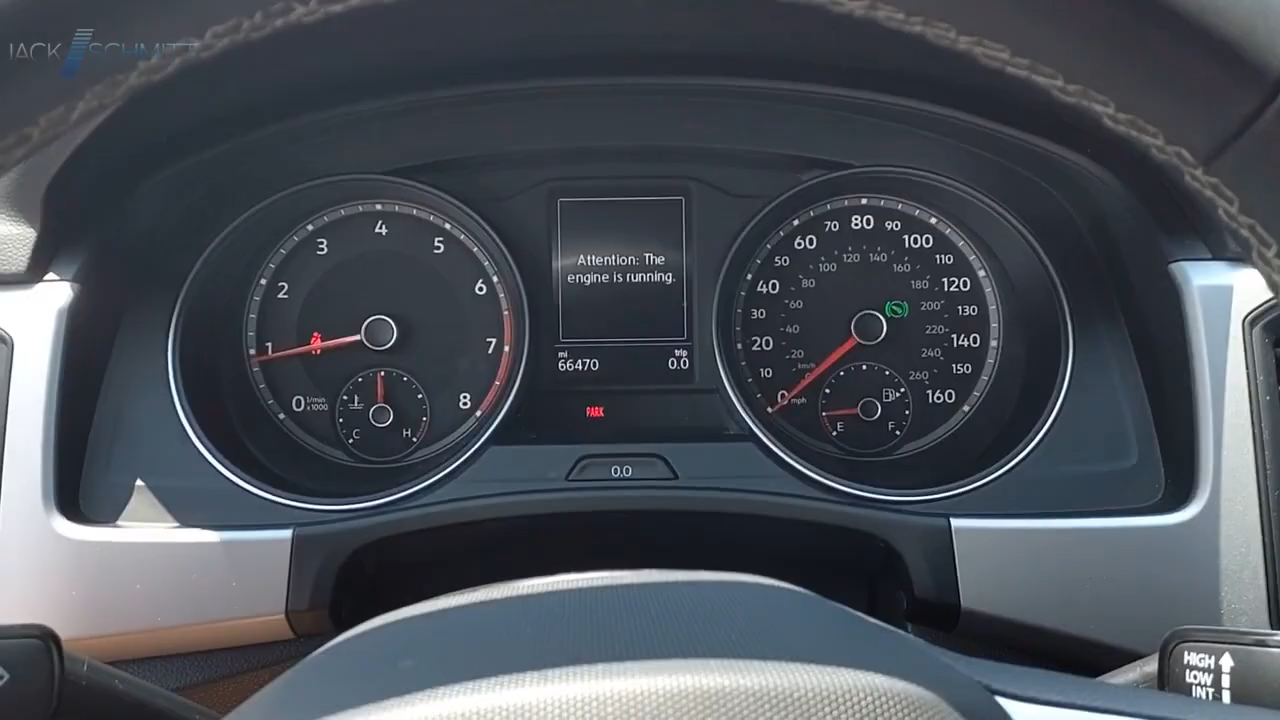 JACK SCHMITT
Attention: The
engine is running.
mi
66470
trip
0.0
PARK
0.0
0 1 2 3 4 5 6 7 8
1/min
x1000
C H
0 10 20 30 40 50 60 70 80 90 100 110 120 130 140 150 160
mph
0 20 40 60 80 100 120 140 160 180 200 220 240 260
km/h
E F
HIGH
LOW
INT